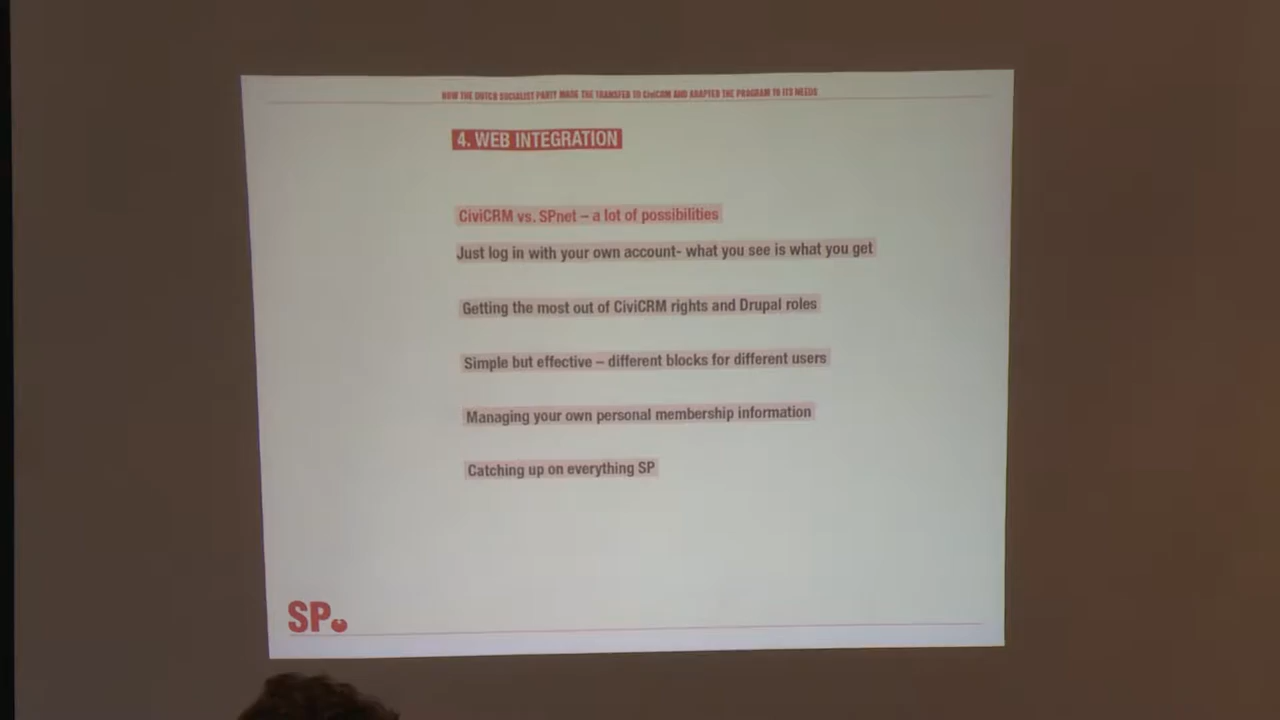 HOW THE DUTCH SOCIALIST PARTY MADE THE TRANSFER TO CiviCRM AND ADAPTED THE PROGRAM TO ITS NEEDS
4. WEB INTEGRATION
CiviCRM vs. SPnet – a lot of possibilities
Just log in with your own account- what you see is what you get
Getting the most out of CiviCRM rights and Drupal roles
Simple but effective – different blocks for different users
Managing your own personal membership information
Catching up on everything SP
SP.